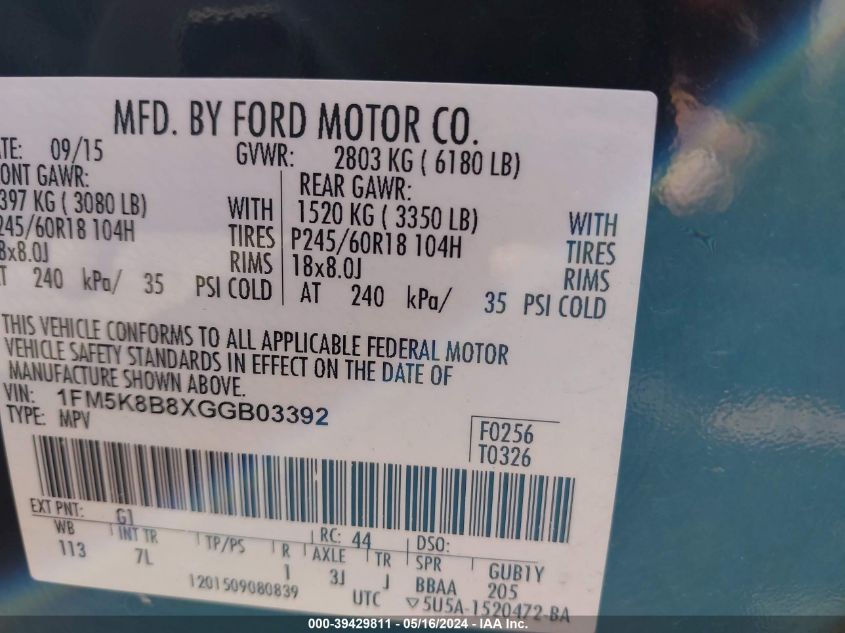 MFD. BY FORD MOTOR CO.
ATE: 09/15 GVWR: 2803 KG ( 6180 LB)
ONT GAWR: REAR GAWR:
397 KG ( 3080 LB) WITH 1520 KG ( 3350 LB) WITH
245/60R18 104H TIRES P245/60R18 104H TIRES
8x8.0J RIMS 18x8.0J RIMS
AT 240 kPa/ 35 PSI COLD AT 240 kPa/ 35 PSI COLD
THIS VEHICLE CONFORMS TO ALL APPLICABLE FEDERAL MOTOR
VEHICLE SAFETY STANDARDS IN EFFECT ON THE DATE OF
MANUFACTURE SHOWN ABOVE.
VIN: 1FM5K8B8XGGB03392
TYPE: MPV
F0256
T0326
EXT PNT: G1 RC: 44 DSO:
WB INT TR TP/PS R AXLE TR SPR GUB1Y
113 7L 1 3J J BBAA 205
1201509080839 UTC ▽5U5A-1520472-BA
000-39429811 - 05/16/2024 - IAA Inc.